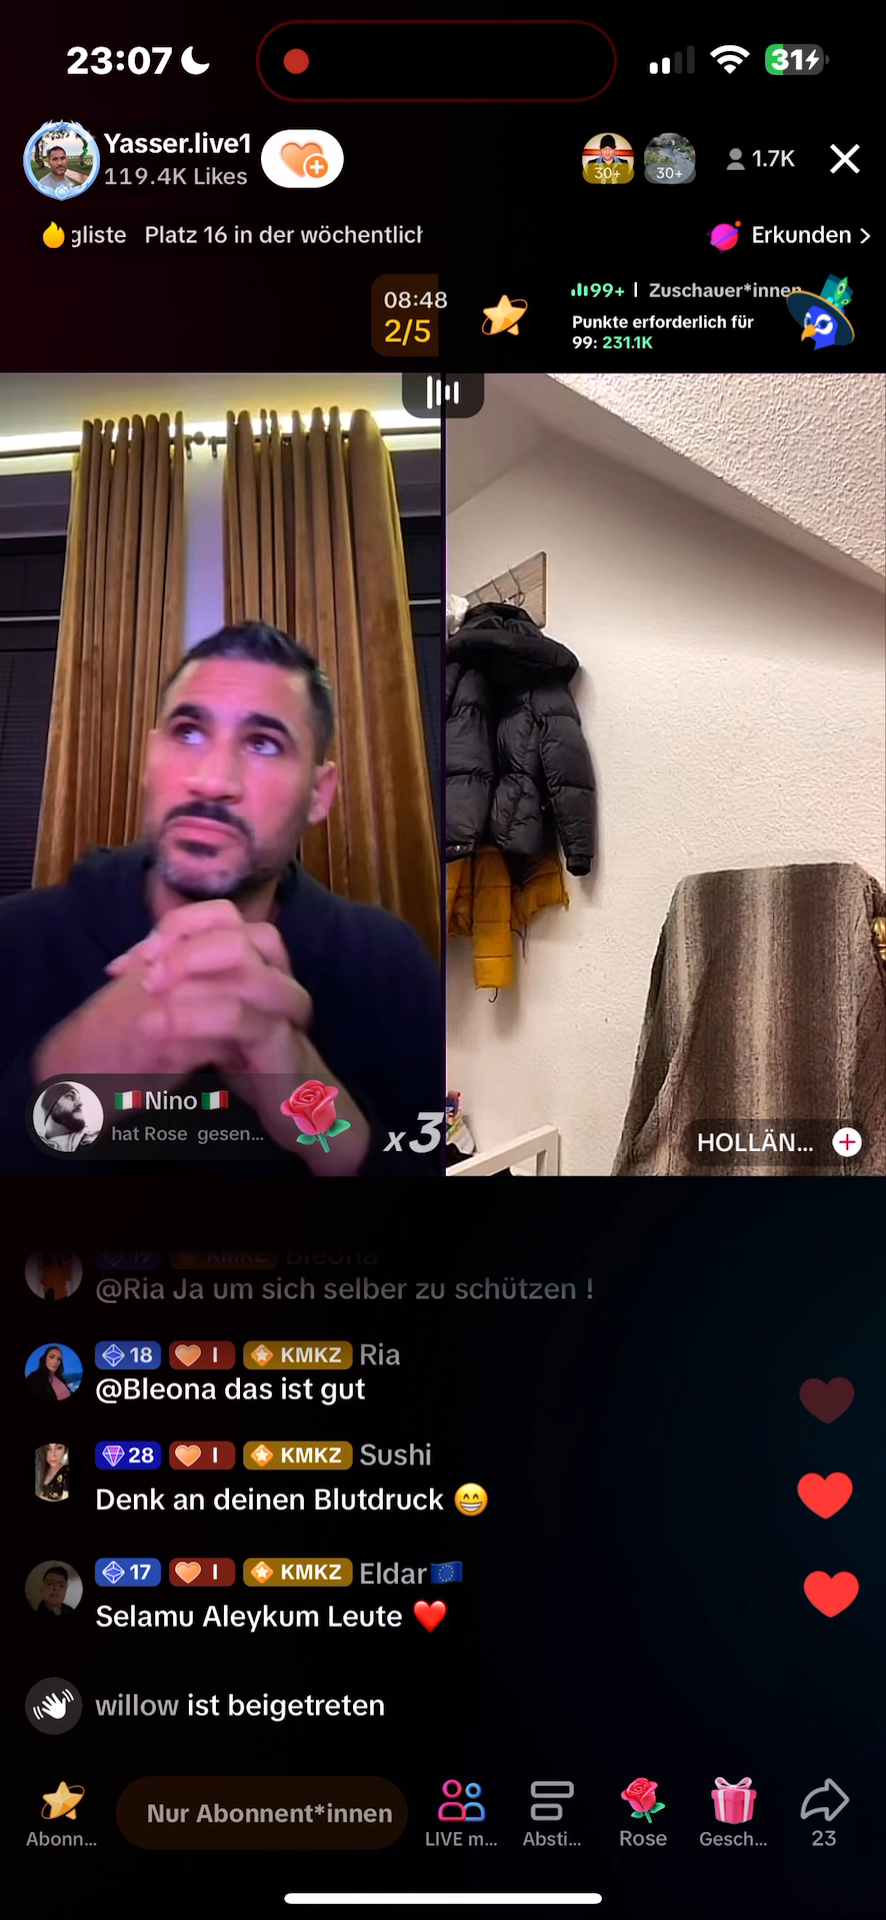 23:07
31
Yasser.live1
119.4K Likes
30+
30+
1.7K
gliste Platz 16 in der wöchentlich
Erkunden >
08:48
2/5
99+ | Zuschauer*innen
Punkte erforderlich für
99: 231.1K
🇮🇹Nino🇮🇹
hat Rose gesen...
x3
HOLLÄN...
19 KMKZ Bleona
@Ria Ja um sich selber zu schützen !
18 I KMKZ Ria
@Bleona das ist gut
28 I KMKZ Sushi
Denk an deinen Blutdruck 😁
17 I KMKZ Eldar🇪🇺
Selamu Aleykum Leute ❤️
willow ist beigetreten
Abonn...
Nur Abonnent*innen
LIVE m...
Absti...
Rose
Gesch...
23